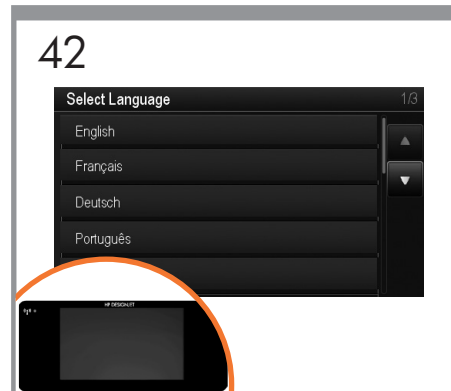 42
Select Language 1/3
English
Français
Deutsch
Português
HP DESIGNJET